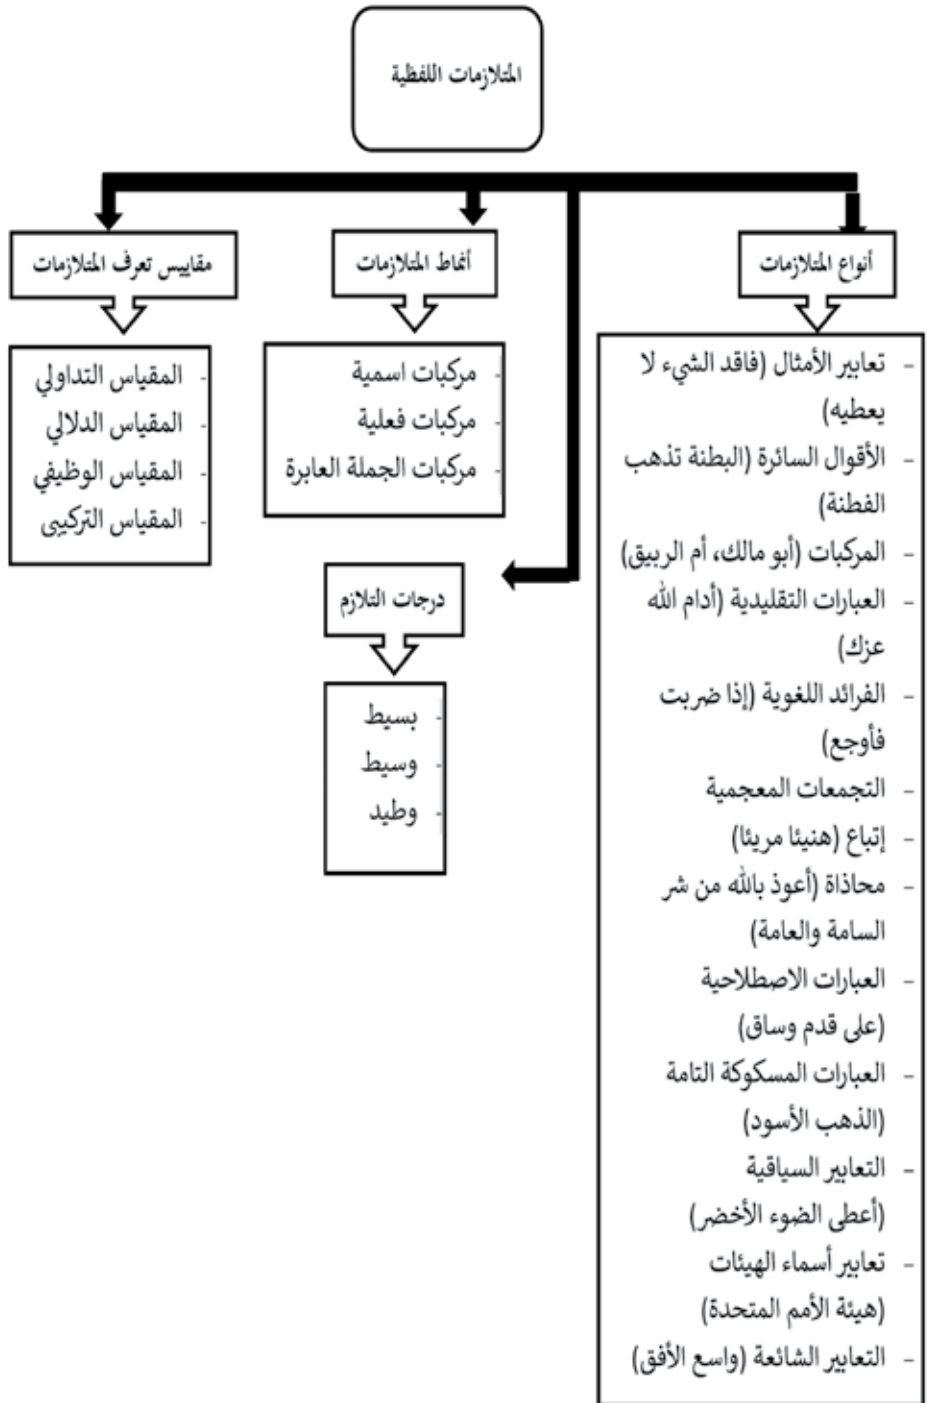 المتلازمات اللفظية
أنواع المتلازمات
- تعابير الأمثال (فاقد الشيء لا
يعطيه)
- الأقوال السائرة (البطنة تذهب
الفطنة)
- المركبات (أبو مالك، أم الربيق)
- العبارات التقليدية (أدام الله
عزك)
- الفرائد اللغوية (إذا ضربت
فأوجع)
- التجمعات المعجمية
- إتباع (هنيئا مريئا)
- محاذاة (أعوذ بالله من شر
السامة والعامة)
- العبارات الاصطلاحية
(على قدم وساق)
- العبارات المسكوكة التامة
(الذهب الأسود)
- التعابير السياقية
(أعطى الضوء الأخضر)
- تعابير أسماء الهيئات
(هيئة الأمم المتحدة)
- التعابير الشائعة (واسع الأفق)
أنماط المتلازمات
- مركبات اسمية
- مركبات فعلية
- مركبات الجملة العابرة
درجات التلازم
- بسيط
- وسيط
- وطيد
مقاييس تعرف المتلازمات
- المقياس التداولي
- المقياس الدلالي
- المقياس الوظيفي
- المقياس التركيبى